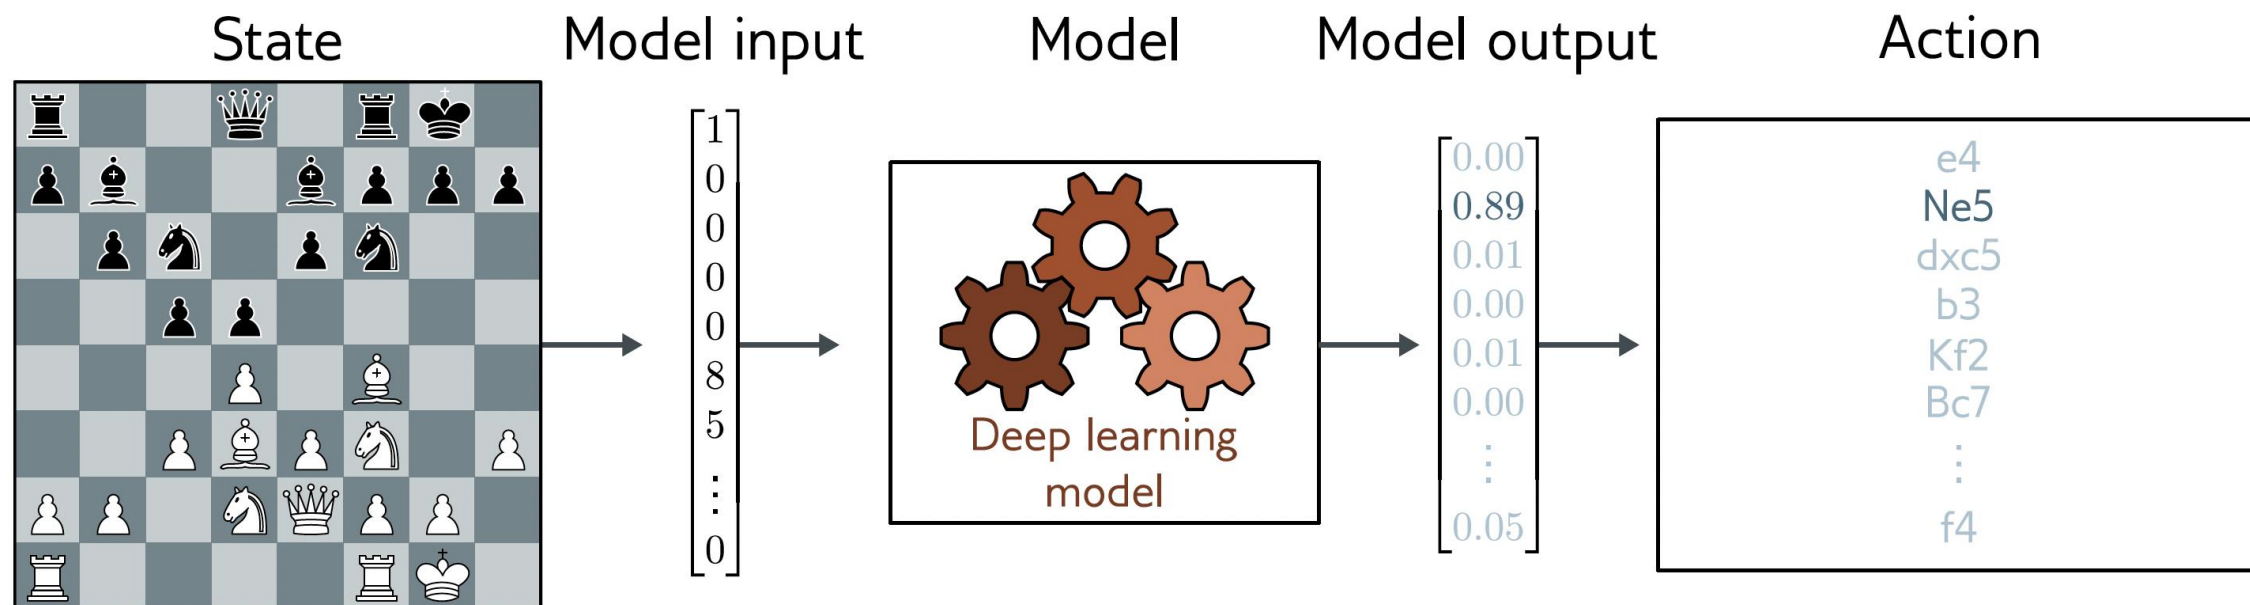 State
Model input
Model
Model output
Action
1
0
0
0
0
8
5
⋮
0
Deep learning
model
0.00
0.89
0.01
0.00
0.01
0.00
⋮
0.05
e4
Ne5
dxc5
b3
Kf2
Bc7
⋮
f4